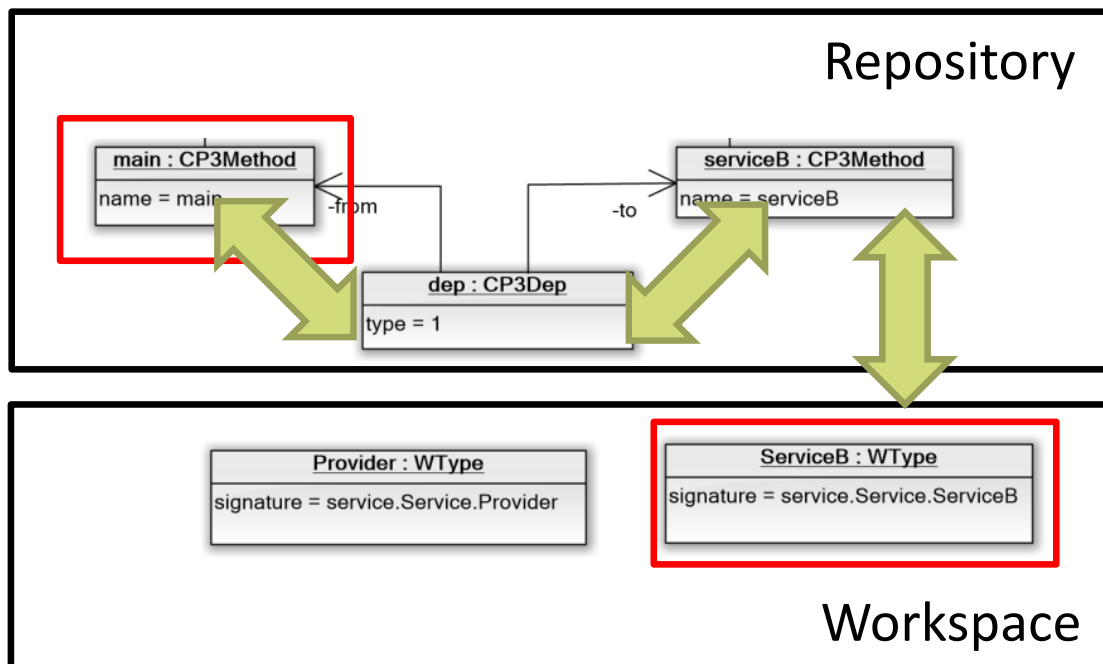 Repository
main : CP3Method
name = main
serviceB : CP3Method
name = serviceB
-from
-to
dep : CP3Dep
type = 1
Provider : WType
signature = service.Service.Provider
ServiceB : WType
signature = service.Service.ServiceB
Workspace